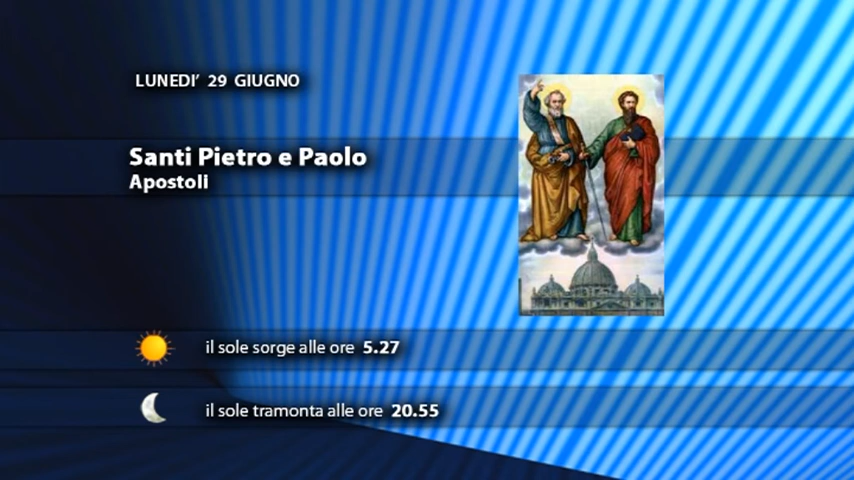 LUNEDI’ 29 GIUGNO
Santi Pietro e Paolo
Apostoli
il sole sorge alle ore 5.27
il sole tramonta alle ore 20.55